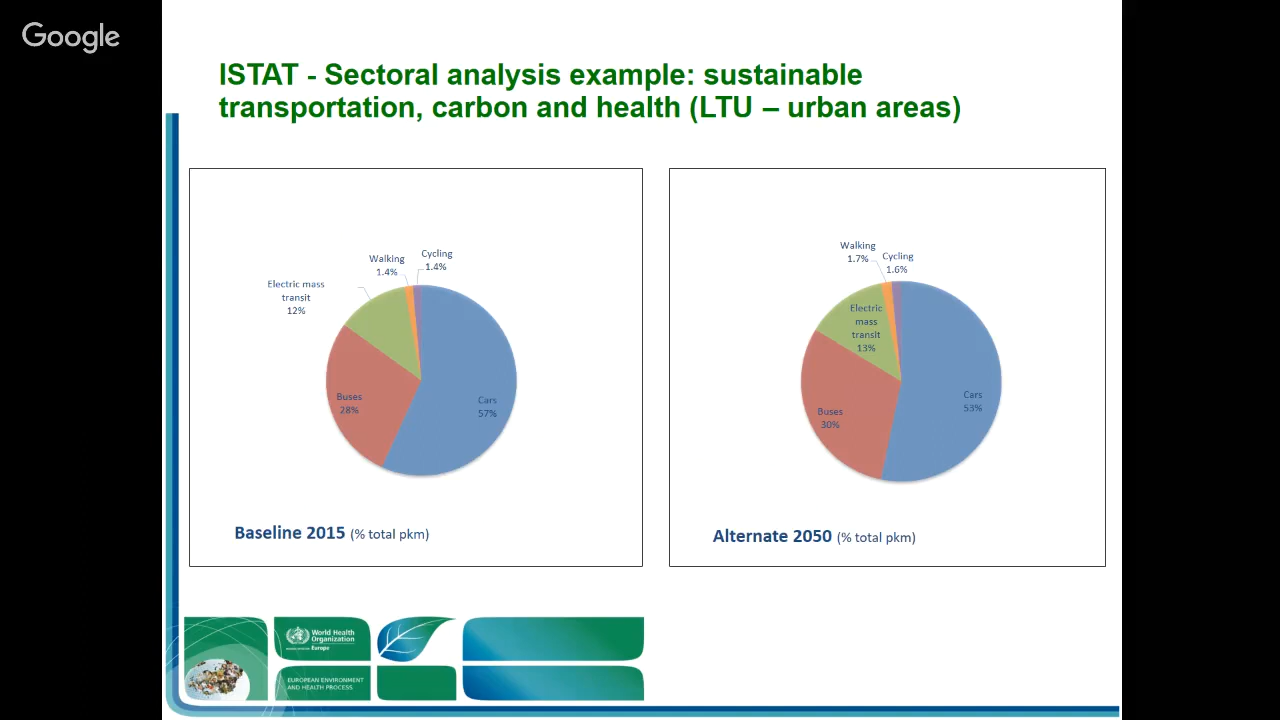 Google
ISTAT - Sectoral analysis example: sustainable
transportation, carbon and health (LTU – urban areas)
Walking
1.4%
Cycling
1.4%
Electric mass
transit
12%
Buses
28%
Cars
57%
Baseline 2015 (% total pkm)
Walking
1.7%
Cycling
1.6%
Electric
mass
transit
13%
Buses
30%
Cars
53%
Alternate 2050 (% total pkm)
World Health
Organization
Europe
EUROPEAN ENVIRONMENT
AND HEALTH PROCESS